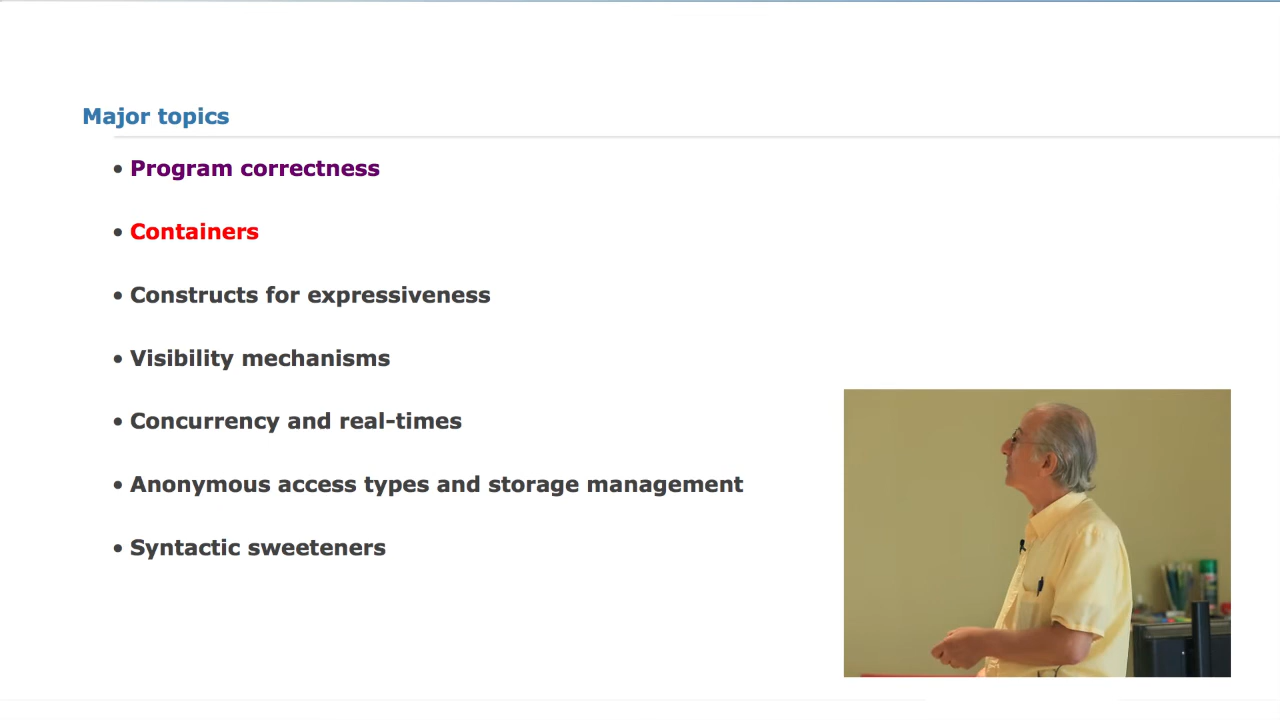 Major topics
• Program correctness
• Containers
• Constructs for expressiveness
• Visibility mechanisms
• Concurrency and real-times
• Anonymous access types and storage management
• Syntactic sweeteners